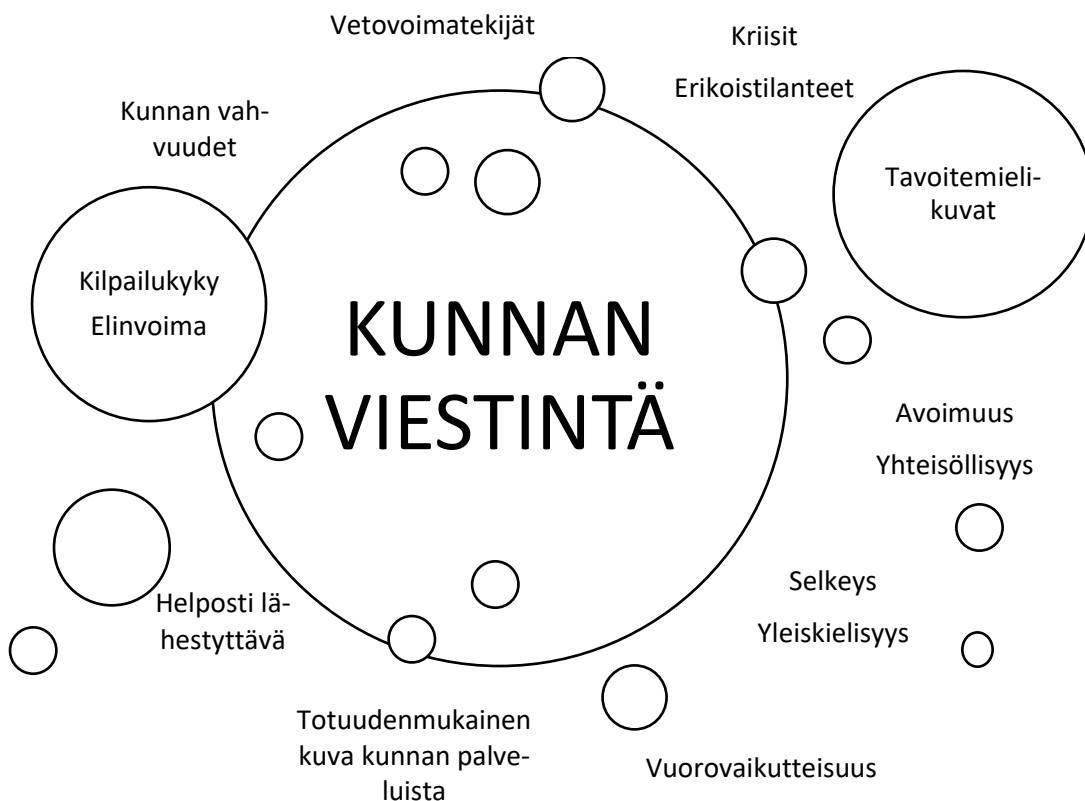 Vetovoimatekijät
Kriisit
Erikoistilanteet
Kunnan vah-
vuudet
Tavoitemieli-
kuvat
Kilpailukyky
Elinvoima
KUNNAN
VIESTINTÄ
Avoimuus
Yhteisöllisyys
Selkeys
Yleiskielisyys
Helposti lä-
hestyttävä
Totuudenmukainen
kuva kunnan palve-
luista
Vuorovaikutteisuus